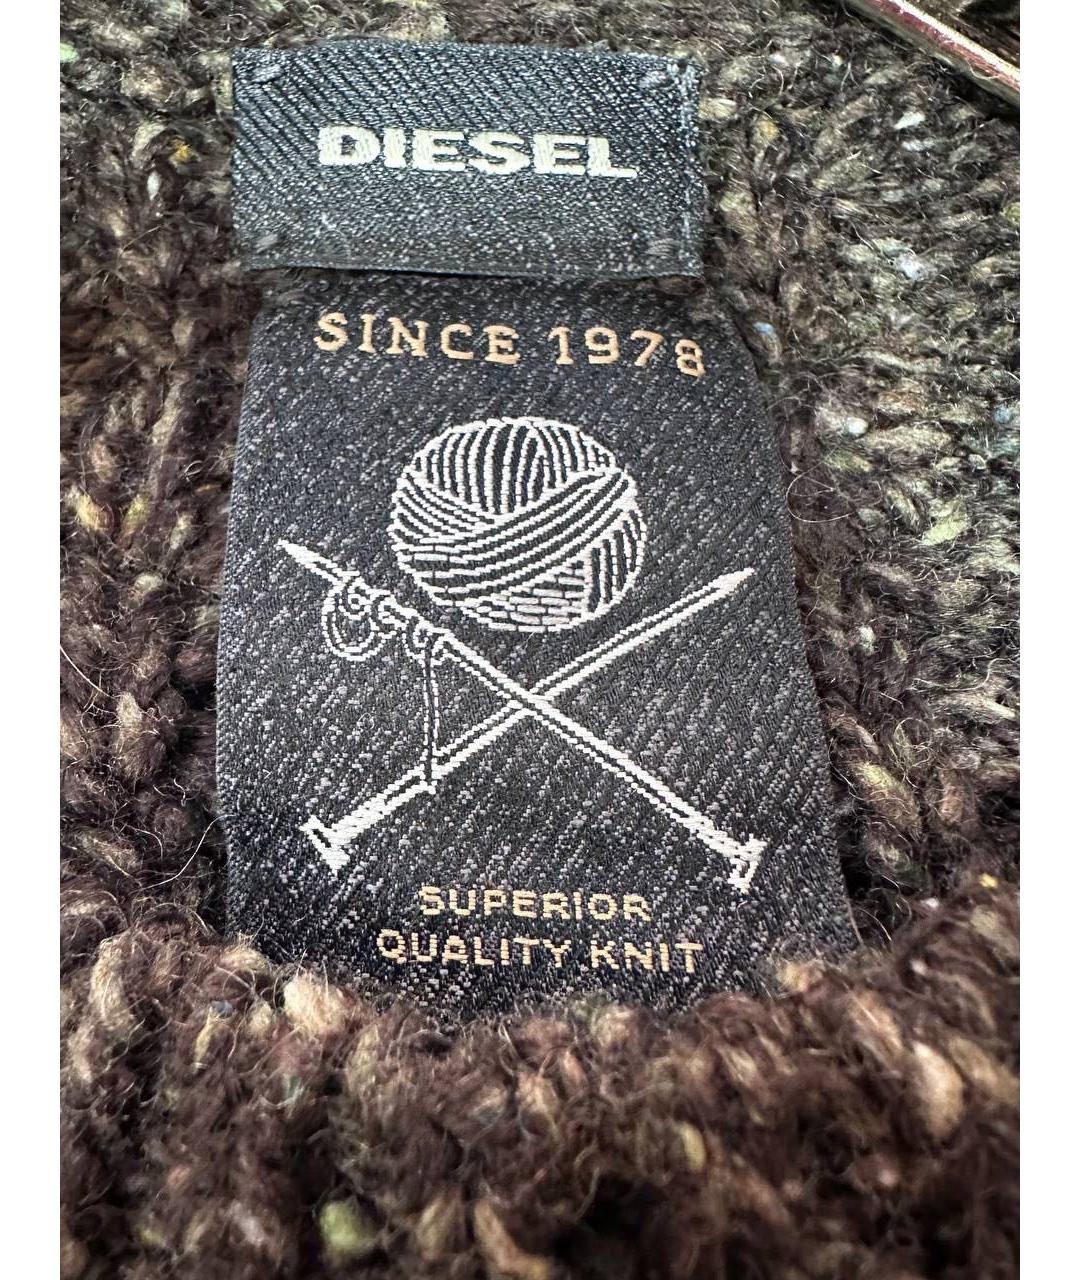 DIESEL
SINCE 1978
SUPERIOR
QUALITY KNIT